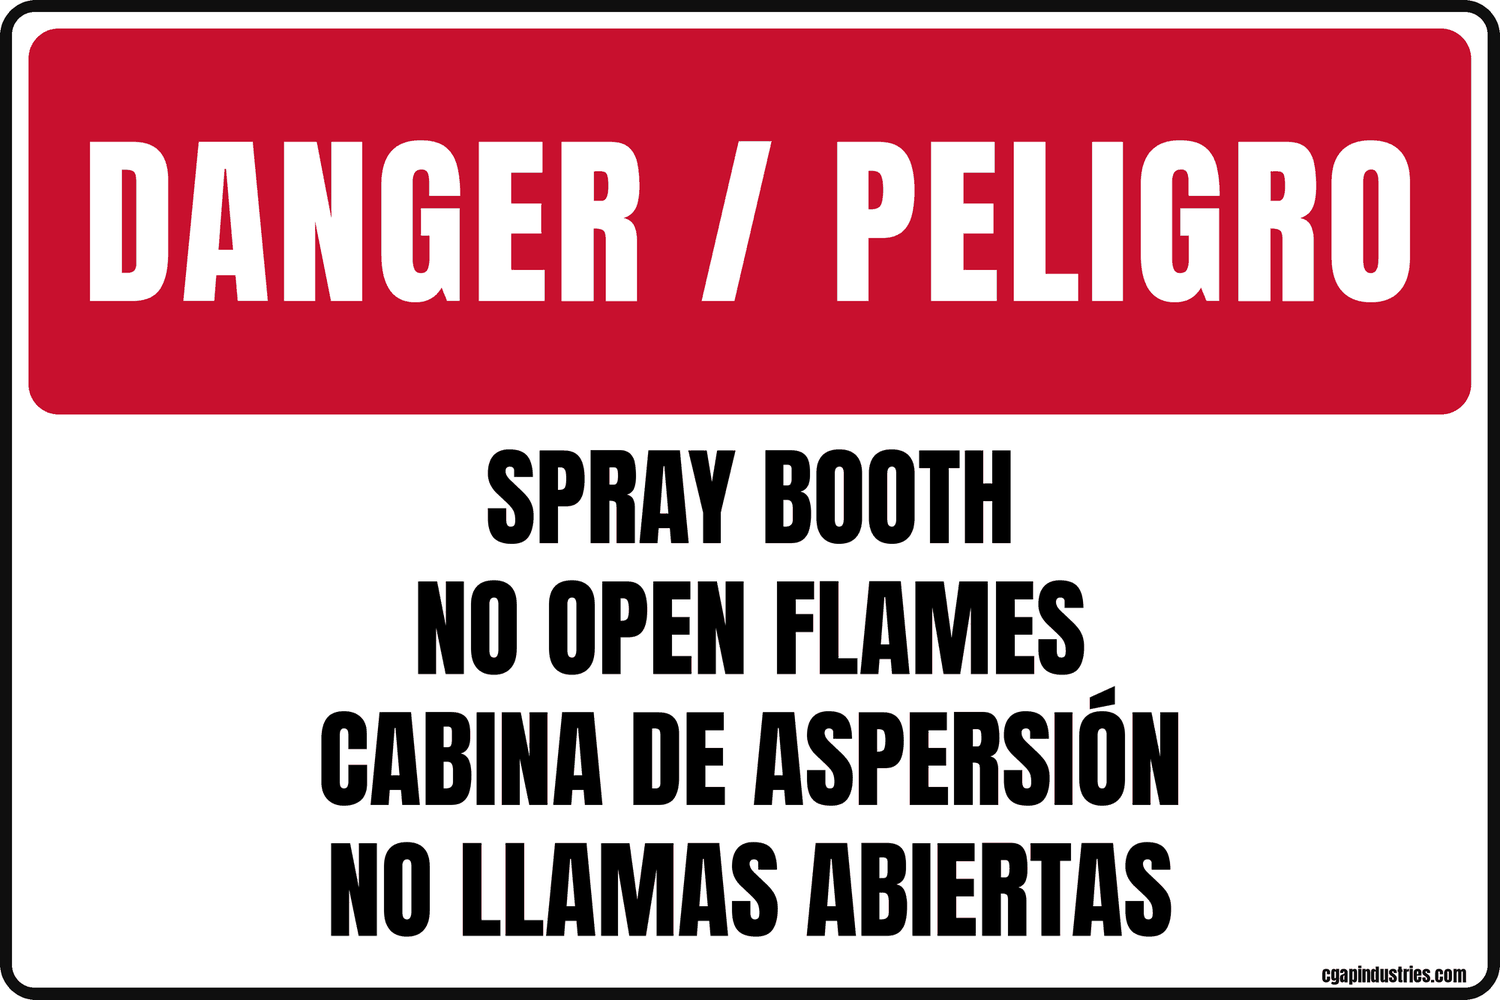 DANGER / PELIGRO
SPRAY BOOTH
NO OPEN FLAMES
CABINA DE ASPERSIÓN
NO LLAMAS ABIERTAS
cgapindustries.com